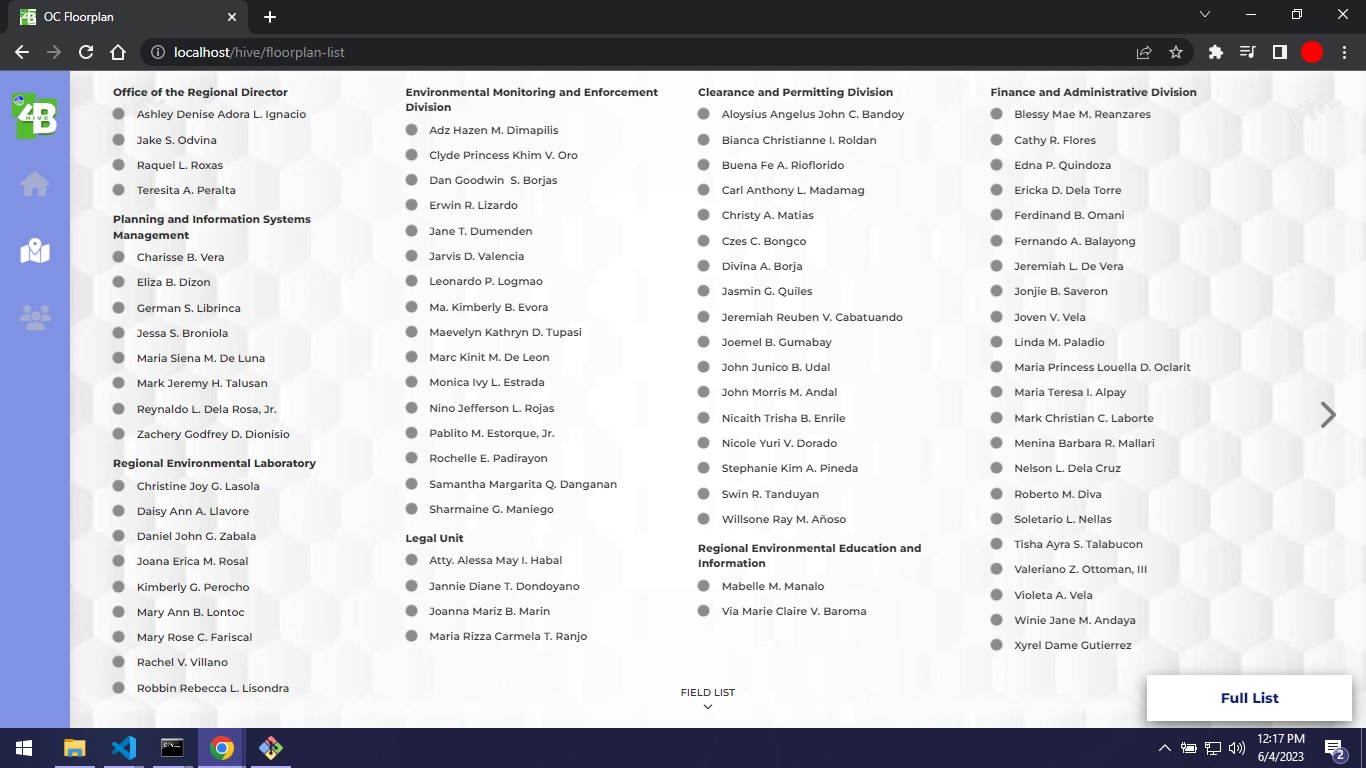 OC Floorplan
localhost/hive/floorplan-list
4B
HIVE
Office of the Regional Director
Ashley Denise Adora L. Ignacio
Jake S. Odvina
Raquel L. Roxas
Teresita A. Peralta
Planning and Information Systems
Management
Charisse B. Vera
Eliza B. Dizon
German S. Librinca
Jessa S. Broniola
Maria Siena M. De Luna
Mark Jeremy H. Talusan
Reynaldo L. Dela Rosa, Jr.
Zachery Godfrey D. Dionisio
Regional Environmental Laboratory
Christine Joy G. Lasola
Daisy Ann A. Llavore
Daniel John G. Zabala
Joana Erica M. Rosal
Kimberly G. Perocho
Mary Ann B. Lontoc
Mary Rose C. Fariscal
Rachel V. Villano
Robbin Rebecca L. Lisondra
Environmental Monitoring and Enforcement
Division
Adz Hazen M. Dimapilis
Clyde Princess Khim V. Oro
Dan Goodwin S. Borjas
Erwin R. Lizardo
Jane T. Dumenden
Jarvis D. Valencia
Leonardo P. Logmao
Ma. Kimberly B. Evora
Maevelyn Kathryn D. Tupasi
Marc Kinit M. De Leon
Monica Ivy L. Estrada
Nino Jefferson L. Rojas
Pablito M. Estorque, Jr.
Rochelle E. Padirayon
Samantha Margarita Q. Danganan
Sharmaine G. Maniego
Legal Unit
Atty. Alessa May I. Habal
Jannie Diane T. Dondoyano
Joanna Mariz B. Marin
Maria Rizza Carmela T. Ranjo
Clearance and Permitting Division
Aloysius Angelus John C. Bandoy
Bianca Christianne I. Roldan
Buena Fe A. Rioflorido
Carl Anthony L. Madamag
Christy A. Matias
Czes C. Bongco
Divina A. Borja
Jasmin G. Quiles
Jeremiah Reuben V. Cabatuando
Joemel B. Gumabay
John Junico B. Udal
John Morris M. Andal
Nicaith Trisha B. Enrile
Nicole Yuri V. Dorado
Stephanie Kim A. Pineda
Swin R. Tanduyan
Willsone Ray M. Añoso
Regional Environmental Education and
Information
Mabelle M. Manalo
Via Marie Claire V. Baroma
Finance and Administrative Division
Blessy Mae M. Reanzares
Cathy R. Flores
Edna P. Quindoza
Ericka D. Dela Torre
Ferdinand B. Omani
Fernando A. Balayong
Jeremiah L. De Vera
Jonjie B. Saveron
Joven V. Vela
Linda M. Paladio
Maria Princess Louella D. Oclarit
Maria Teresa I. Alpay
Mark Christian C. Laborte
Menina Barbara R. Mallari
Nelson L. Dela Cruz
Roberto M. Diva
Soletario L. Nellas
Tisha Ayra S. Talabucon
Valeriano Z. Ottoman, III
Violeta A. Vela
Winie Jane M. Andaya
Xyrel Dame Gutierrez
FIELD LIST
Full List
12:17 PM
6/4/2023
2